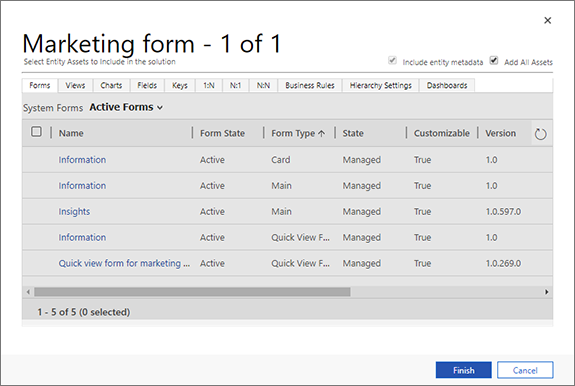 Marketing form - 1 of 1
Select Entity Assets to Include in the solution
Include entity metadata Add All Assets
Forms Views Charts Fields Keys 1:N N:1 N:N Business Rules Hierarchy Settings Dashboards
System Forms Active Forms
Name Form State Form Type State Customizable Version
Information Active Card Managed True 1.0
Information Active Main Managed True 1.0
Insights Active Main Managed True 1.0.597.0
Information Active Quick View F... Managed True 1.0
Quick view form for marketing ... Active Quick View F... Managed True 1.0.269.0
1 - 5 of 5 (0 selected)
Finish Cancel